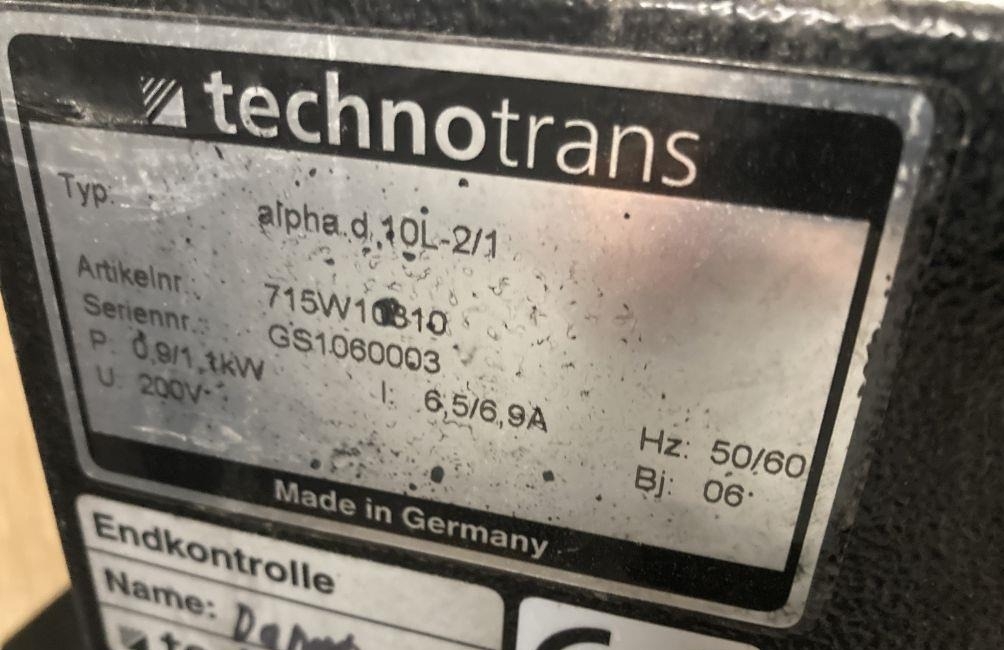 technotrans
Typ: alpha.d.10L-2/1
Artikelnr.: 715W10810
Seriennr.: GS1060003
P: 0,9/1,1kW I: 6,5/6,9A Hz: 50/60
U: 200V Bj: 06
Made in Germany
Endkontrolle
Name: